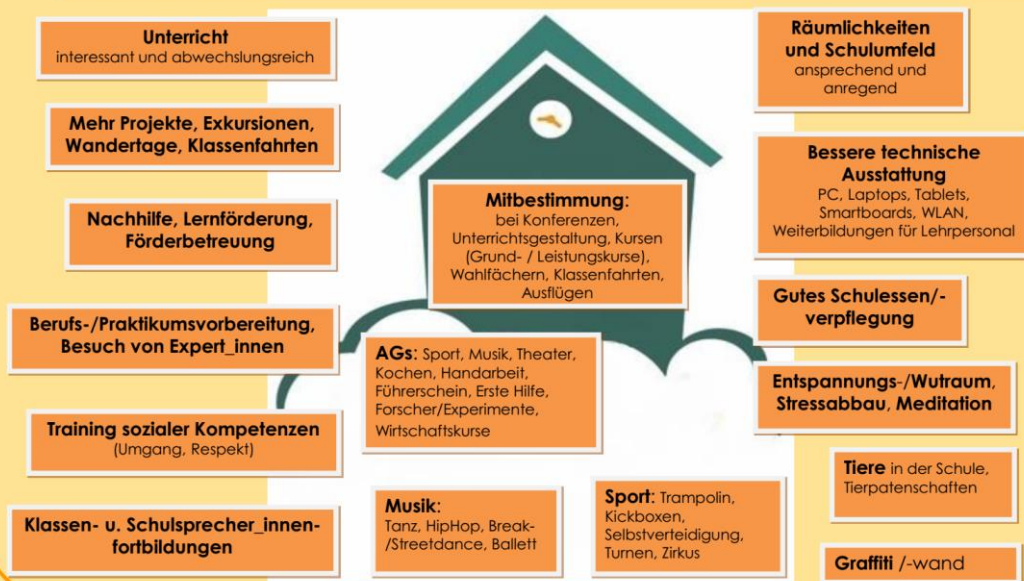 Unterricht
interessant und abwechslungsreich
Mehr Projekte, Exkursionen,
Wandertage, Klassenfahrten
Nachhilfe, Lernförderung,
Förderbetreuung
Berufs-/Praktikumsvorbereitung,
Besuch von Expert_innen
Training sozialer Kompetenzen
(Umgang, Respekt)
Klassen- u. Schulsprecher_innen-
fortbildungen
Mitbestimmung:
bei Konferenzen,
Unterrichtsgestaltung, Kursen
(Grund- / Leistungskurse),
Wahlfächern, Klassenfahrten,
Ausflügen
AGs: Sport, Musik, Theater,
Kochen, Handarbeit,
Führerschein, Erste Hilfe,
Forscher/Experimente,
Wirtschaftskurse
Musik:
Tanz, HipHop, Break-
/Streetdance, Ballett
Sport: Trampolin,
Kickboxen,
Selbstverteidigung,
Turnen, Zirkus
Räumlichkeiten
und Schulumfeld
ansprechend und
anregend
Bessere technische
Ausstattung
PC, Laptops, Tablets,
Smartboards, WLAN,
Weiterbildungen für Lehrpersonal
Gutes Schulessen/-
verpflegung
Entspannungs-/Wutraum,
Stressabbau, Meditation
Tiere in der Schule,
Tierpatenschaften
Graffiti /-wand